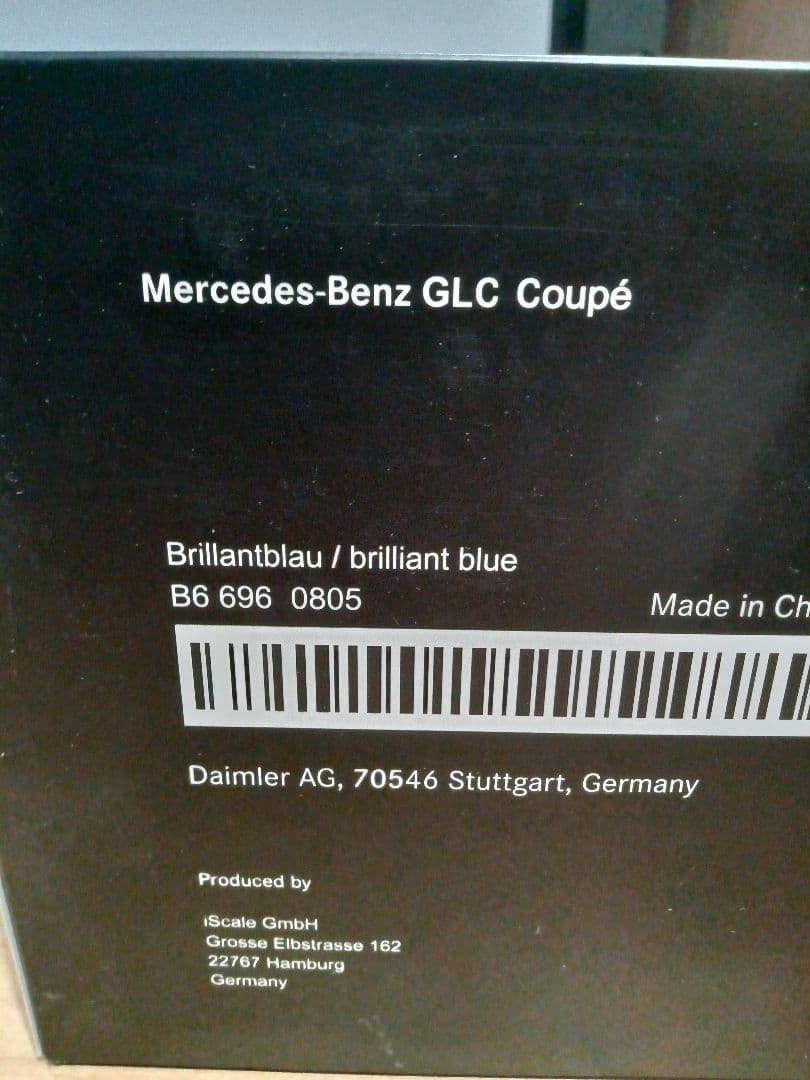 Mercedes-Benz GLC Coupé
Brillantblau / brilliant blue
B6 696 0805
Made in Ch
Daimler AG, 70546 Stuttgart, Germany
Produced by
iScale GmbH
Grosse Elbstrasse 162
22767 Hamburg
Germany